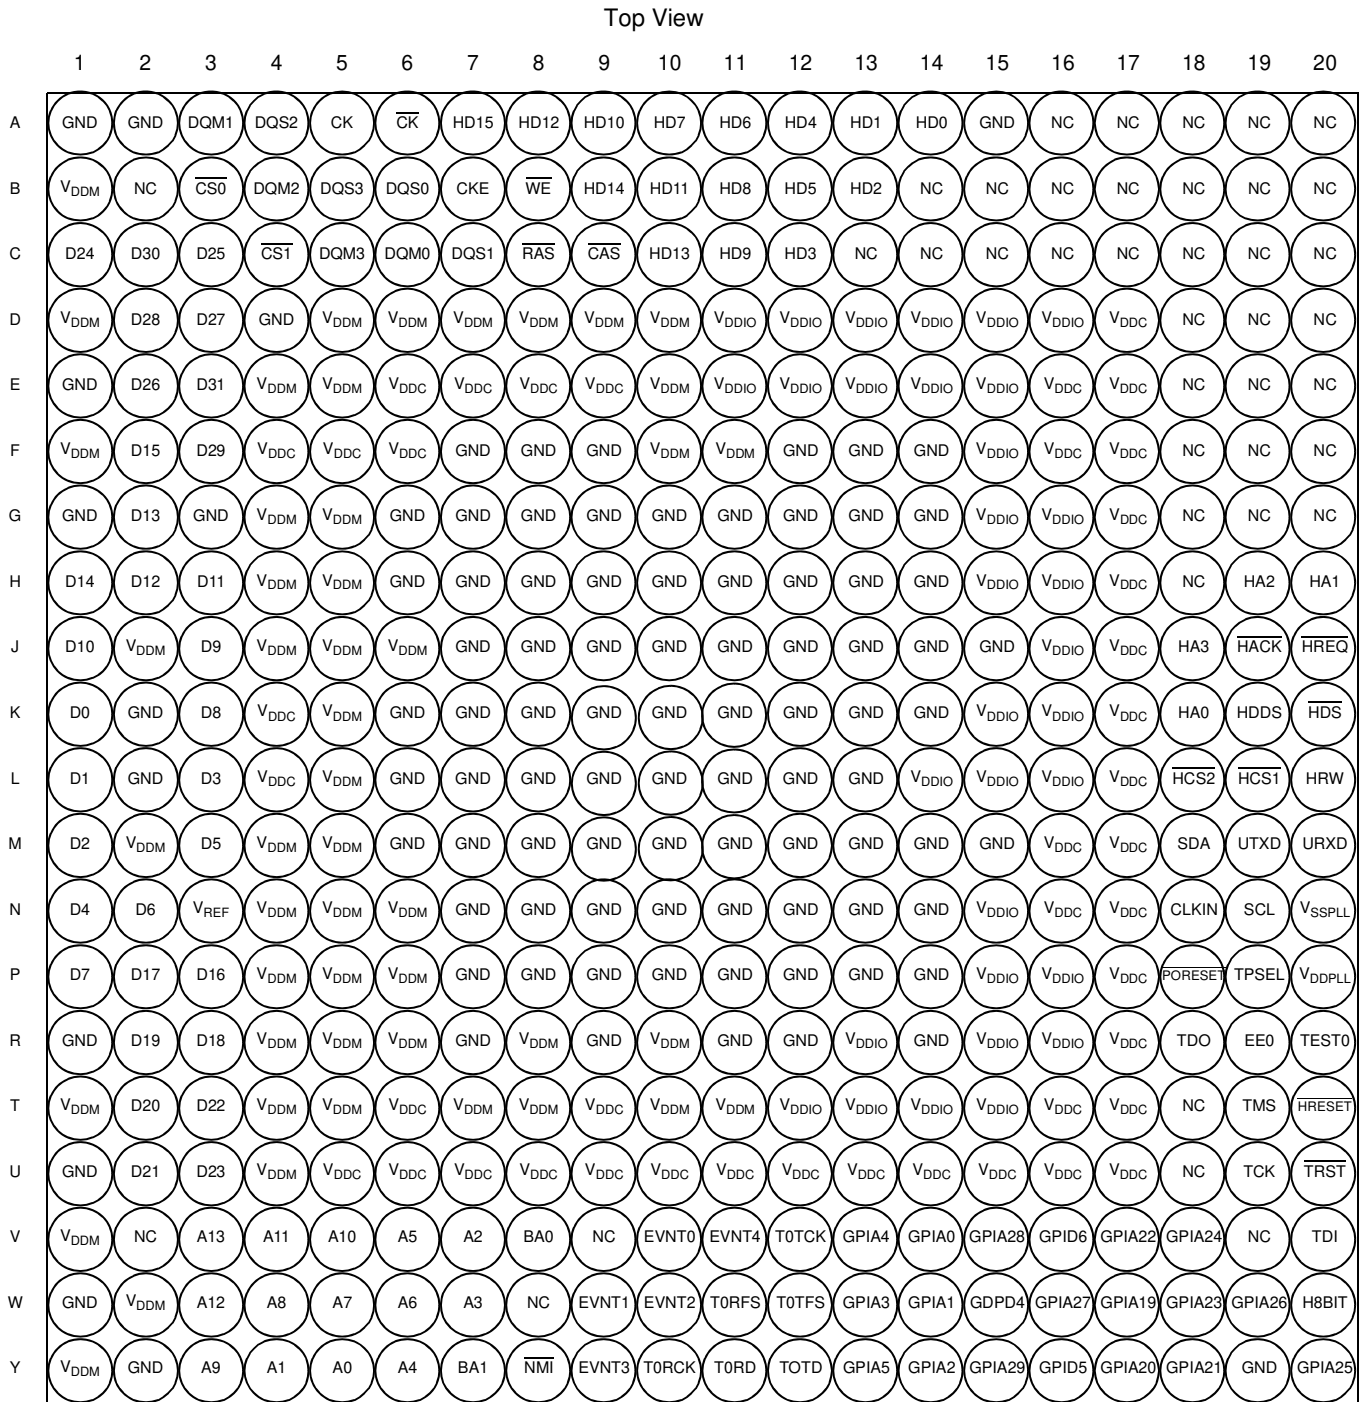 Top View
1 2 3 4 5 6 7 8 9 10 11 12 13 14 15 16 17 18 19 20
A GND GND DQM1 DQS2 CK C̅K̅ HD15 HD12 HD10 HD7 HD6 HD4 HD1 HD0 GND NC NC NC NC NC
B VDDM NC C̅S̅0̅ DQM2 DQS3 DQS0 CKE W̅E̅ HD14 HD11 HD8 HD5 HD2 NC NC NC NC NC NC NC
C D24 D30 D25 C̅S̅1̅ DQM3 DQM0 DQS1 R̅A̅S̅ C̅A̅S̅ HD13 HD9 HD3 NC NC NC NC NC NC NC NC
D VDDM D28 D27 GND VDDM VDDM VDDM VDDM VDDM VDDM VDDIO VDDIO VDDIO VDDIO VDDIO VDDIO VDDC NC NC NC
E GND D26 D31 VDDM VDDM VDDC VDDC VDDC VDDC VDDM VDDIO VDDIO VDDIO VDDIO VDDIO VDDC VDDC NC NC NC
F VDDM D15 D29 VDDC VDDC VDDC GND GND GND VDDM VDDM GND GND GND VDDIO VDDC VDDC NC NC NC
G GND D13 GND VDDM VDDM GND GND GND GND GND GND GND GND GND VDDIO VDDIO VDDC NC NC NC
H D14 D12 D11 VDDM VDDM GND GND GND GND GND GND GND GND GND VDDIO VDDIO VDDC NC HA2 HA1
J D10 VDDM D9 VDDM VDDM VDDM GND GND GND GND GND GND GND GND GND VDDIO VDDC HA3 H̅A̅C̅K̅ H̅R̅E̅Q̅
K D0 GND D8 VDDC VDDM GND GND GND GND GND GND GND GND GND VDDIO VDDIO VDDC HA0 HDDS H̅D̅S̅
L D1 GND D3 VDDC VDDM GND GND GND GND GND GND GND GND VDDIO VDDIO VDDIO VDDC H̅C̅S̅2̅ H̅C̅S̅1̅ HRW
M D2 VDDM D5 VDDM VDDM GND GND GND GND GND GND GND GND GND GND VDDC VDDC SDA UTXD URXD
N D4 D6 VREF VDDM VDDM VDDM GND GND GND GND GND GND GND GND VDDIO VDDC VDDC CLKIN SCL VSSPLL
P D7 D17 D16 VDDM VDDM VDDM GND GND GND GND GND GND GND GND VDDIO VDDIO VDDC P̅O̅R̅E̅S̅E̅T̅ TPSEL VDDPLL
R GND D19 D18 VDDM VDDM VDDM GND VDDM GND VDDM GND GND VDDIO GND VDDIO VDDIO VDDC TDO EE0 TEST0
T VDDM D20 D22 VDDM VDDM VDDC VDDM VDDM VDDC VDDM VDDM VDDIO VDDIO VDDIO VDDIO VDDC VDDC NC TMS H̅R̅E̅S̅E̅T̅
U GND D21 D23 VDDM VDDC VDDC VDDC VDDC VDDC VDDC VDDC VDDC VDDC VDDC VDDC VDDC VDDC NC TCK T̅R̅S̅T̅
V VDDM NC A13 A11 A10 A5 A2 BA0 NC EVNT0 EVNT4 T0TCK GPIA4 GPIA0 GPIA28 GPID6 GPIA22 GPIA24 NC TDI
W GND VDDM A12 A8 A7 A6 A3 NC EVNT1 EVNT2 T0RFS T0TFS GPIA3 GPIA1 GDPD4 GPIA27 GPIA19 GPIA23 GPIA26 H8BIT
Y VDDM GND A9 A1 A0 A4 BA1 N̅M̅I̅ EVNT3 T0RCK T0RD TOTD GPIA5 GPIA2 GPIA29 GPID5 GPIA20 GPIA21 GND GPIA25